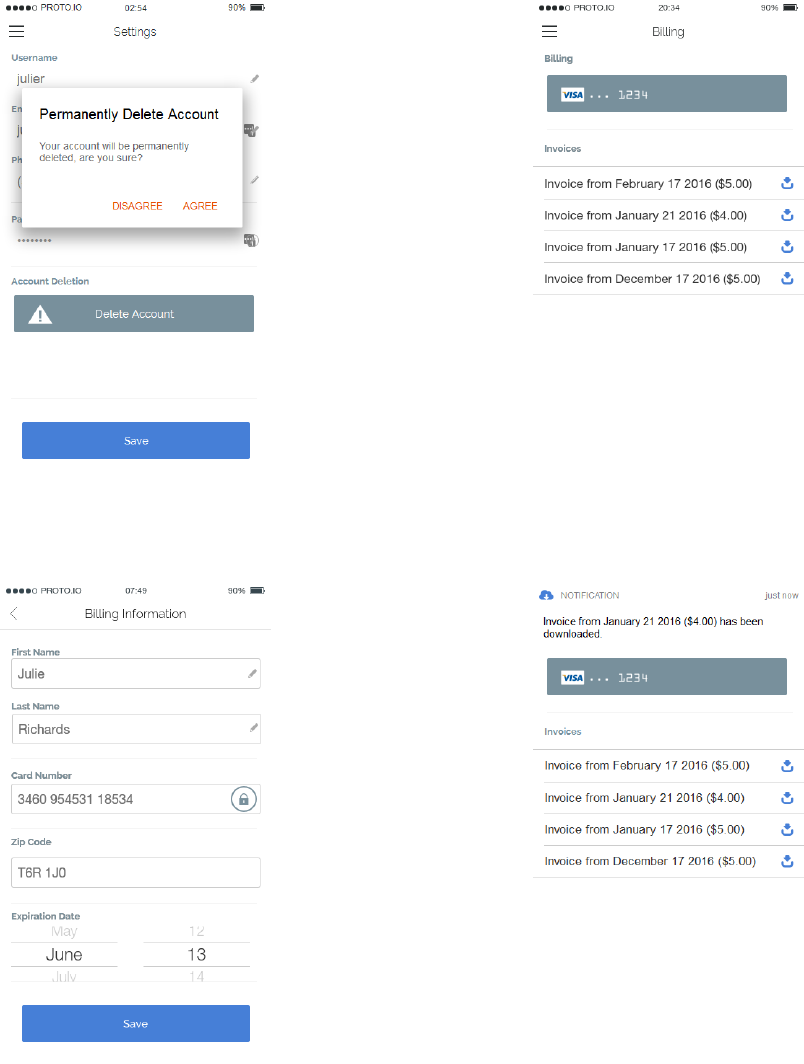 PROTO.IO 02:54 90%
Settings
Username
julier
Permanently Delete Account
Your account will be permanently
deleted, are you sure?
DISAGREE AGREE
••••••••
Account Deletion
Delete Account
Save
PROTO.IO 20:34 90%
Billing
Billing
VISA ... 1234
Invoices
Invoice from February 17 2016 ($5.00)
Invoice from January 21 2016 ($4.00)
Invoice from January 17 2016 ($5.00)
Invoice from December 17 2016 ($5.00)
PROTO.IO 07:49 90%
Billing Information
First Name
Julie
Last Name
Richards
Card Number
3460 954531 18534
Zip Code
T6R 1J0
Expiration Date
May 12
June 13
July 14
Save
NOTIFICATION just now
Invoice from January 21 2016 ($4.00) has been
downloaded.
VISA ... 1234
Invoices
Invoice from February 17 2016 ($5.00)
Invoice from January 21 2016 ($4.00)
Invoice from January 17 2016 ($5.00)
Invoice from December 17 2016 ($5.00)